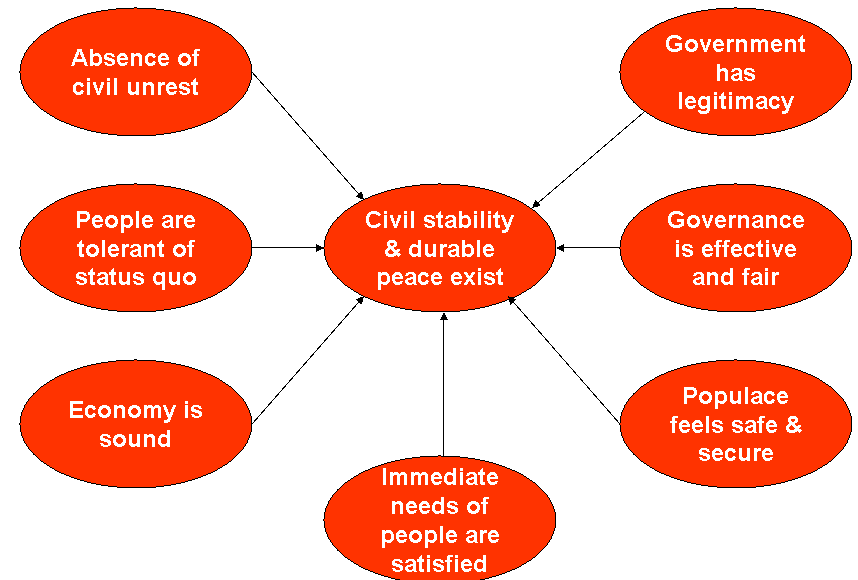 Absence of
civil unrest
Government
has
legitimacy
People are
tolerant of
status quo
Civil stability
& durable
peace exist
Governance
is effective
and fair
Economy is
sound
Populace
feels safe &
secure
Immediate
needs of
people are
satisfied